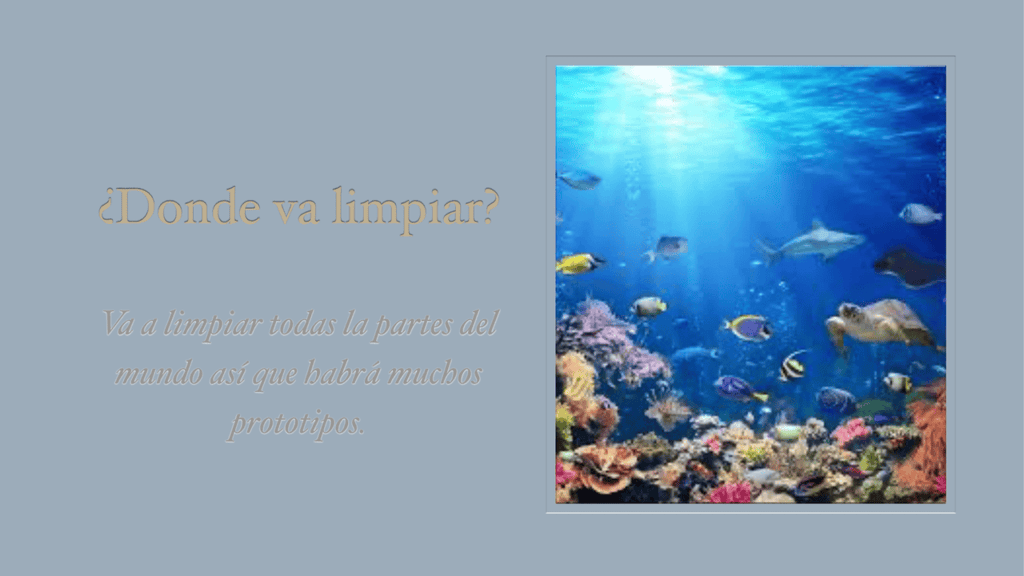 ¿Donde va limpiar?
Va a limpiar todas la partes del
mundo así que habrá muchos
prototipos.